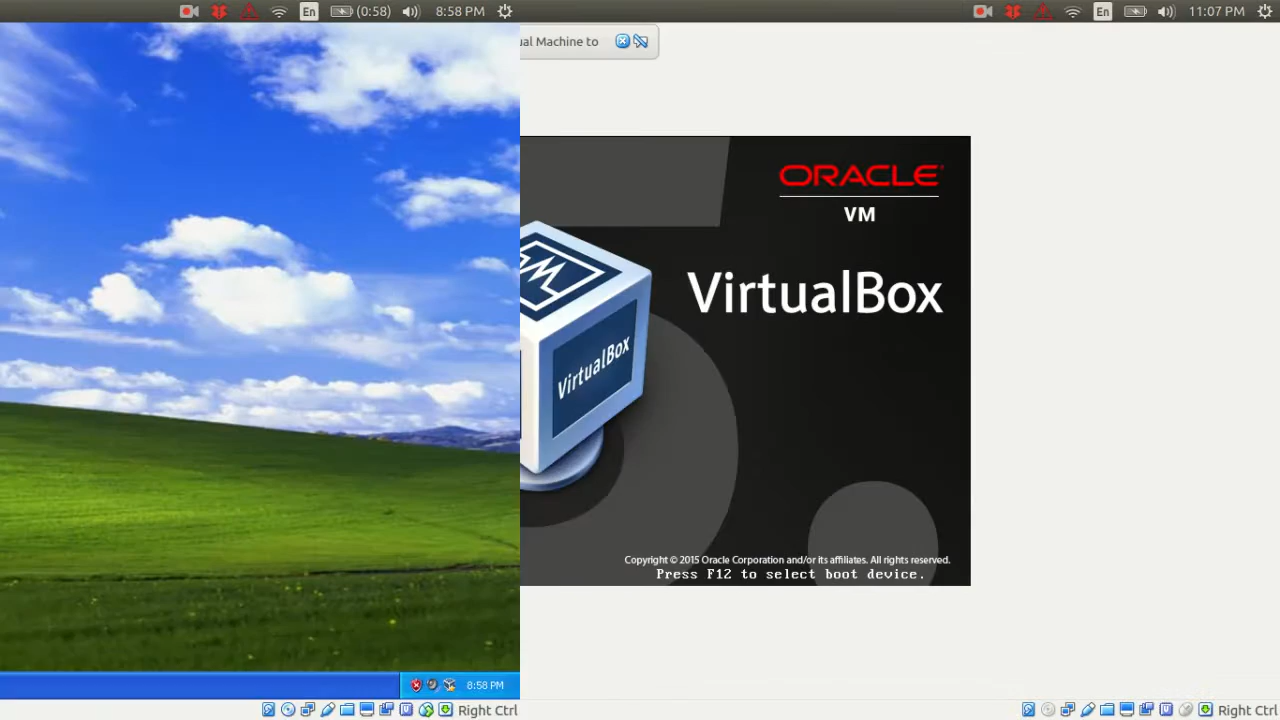 En (0:58) 8:58 PM
En 11:07 PM
ual Machine to
ORACLE
VM
VirtualBox
VirtualBox
Copyright © 2015 Oracle Corporation and/or its affiliates. All rights reserved.
Press F12 to select boot device.
8:58 PM
Right Ctrl
Right Ctrl